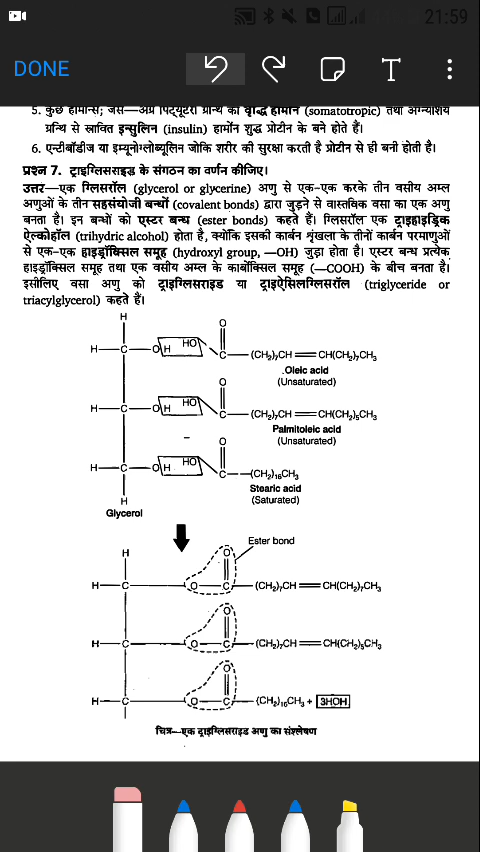 21:59
DONE
T
5. कुछ हार्मोन्स; जैसे—अग्र पिट्यूटरी ग्रन्थि का वृद्धि हार्मोन (somatotropic) तथा अग्न्याशय
ग्रन्थि से स्रावित इन्सुलिन (insulin) हार्मोन शुद्ध प्रोटीन के बने होते हैं।
6. एन्टीबॉडीज या इम्यूनोग्लोब्यूलिन जोकि शरीर की सुरक्षा करती है प्रोटीन से ही बनी होती है।
प्रश्न 7. ट्राइग्लिसराइड के संगठन का वर्णन कीजिए।
उत्तर—एक ग्लिसरॉल (glycerol or glycerine) अणु से एक-एक करके तीन वसीय अम्ल
अणुओं के तीन सहसंयोजी बन्धों (covalent bonds) द्वारा जुड़ने से वास्तविक वसा का एक अणु
बनता है। इन बन्धों को एस्टर बन्ध (ester bonds) कहते हैं। ग्लिसरॉल एक ट्राइहाइड्रिक
ऐल्कोहॉल (trihydric alcohol) होता है, क्योंकि इसकी कार्बन शृंखला के तीनों कार्बन परमाणुओं
से एक-एक हाइड्रॉक्सिल समूह (hydroxyl group, —OH) जुड़ा होता है। एस्टर बन्ध प्रत्येक
हाइड्रॉक्सिल समूह तथा एक वसीय अम्ल के कार्बोक्सिल समूह (—COOH) के बीच बनता है।
इसीलिए वसा अणु को ट्राइग्लिसराइड या ट्राइऐसिलग्लिसरॉल (triglyceride or
triacylglycerol) कहते हैं।
H O
H—C—OH HO C—(CH₂)₇CH═CH(CH₂)₇CH₃
Oleic acid
(Unsaturated)
O
H—C—OH HO C—(CH₂)₇CH═CH(CH₂)₅CH₃
Palmitoleic acid
(Unsaturated)
O
H—C—OH HO C—(CH₂)₁₆CH₃
H Stearic acid
(Saturated)
Glycerol
Ester bond
H O
H—C—O—C—(CH₂)₇CH═CH(CH₂)₇CH₃
O
H—C—O—C—(CH₂)₇CH═CH(CH₂)₅CH₃
O
H—C—O—C—(CH₂)₁₆CH₃ + 3HOH
चित्र—एक ट्राइग्लिसराइड अणु का संश्लेषण